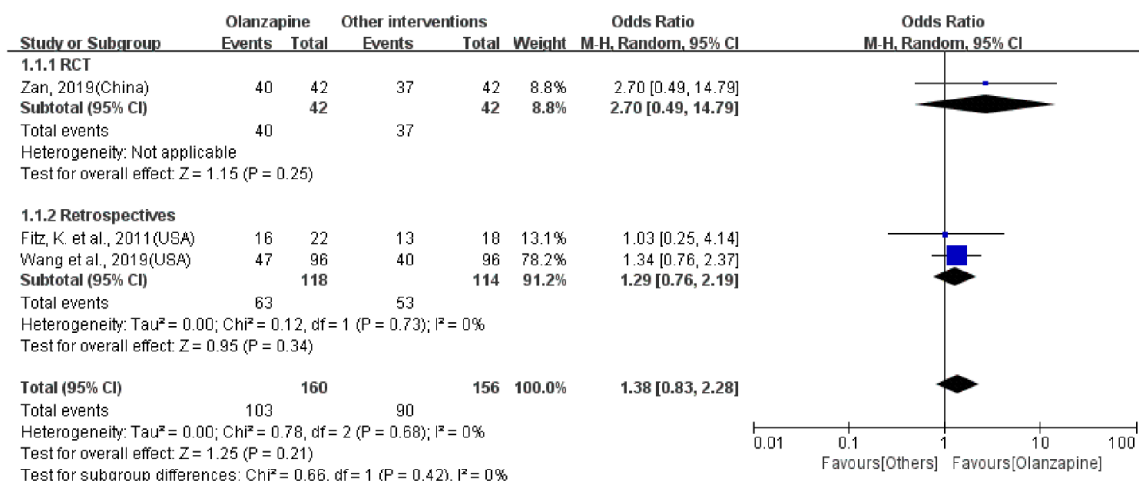 Olanzapine Other interventions Odds Ratio Odds Ratio
Study or Subgroup Events Total Events Total Weight M-H, Random, 95% CI M-H, Random, 95% CI
1.1.1 RCT
Zan, 2019(China) 40 42 37 42 8.8% 2.70 [0.49, 14.79]
Subtotal (95% CI) 42 42 8.8% 2.70 [0.49, 14.79]
Total events 40 37
Heterogeneity: Not applicable
Test for overall effect: Z = 1.15 (P = 0.25)
1.1.2 Retrospectives
Fitz, K. et al., 2011(USA) 16 22 13 18 13.1% 1.03 [0.25, 4.14]
Wang et al., 2019(USA) 47 96 40 96 78.2% 1.34 [0.76, 2.37]
Subtotal (95% CI) 118 114 91.2% 1.29 [0.76, 2.19]
Total events 63 53
Heterogeneity: Tau² = 0.00; Chi² = 0.12, df = 1 (P = 0.73); I² = 0%
Test for overall effect: Z = 0.95 (P = 0.34)
Total (95% CI) 160 156 100.0% 1.38 [0.83, 2.28]
Total events 103 90
Heterogeneity: Tau² = 0.00; Chi² = 0.78, df = 2 (P = 0.68); I² = 0%
Test for overall effect: Z = 1.25 (P = 0.21)
Test for subgroup differences: Chi² = 0.66, df = 1 (P = 0.42), I² = 0%
0.01 0.1 1 10 100
Favours[Others] Favours[Olanzapine]